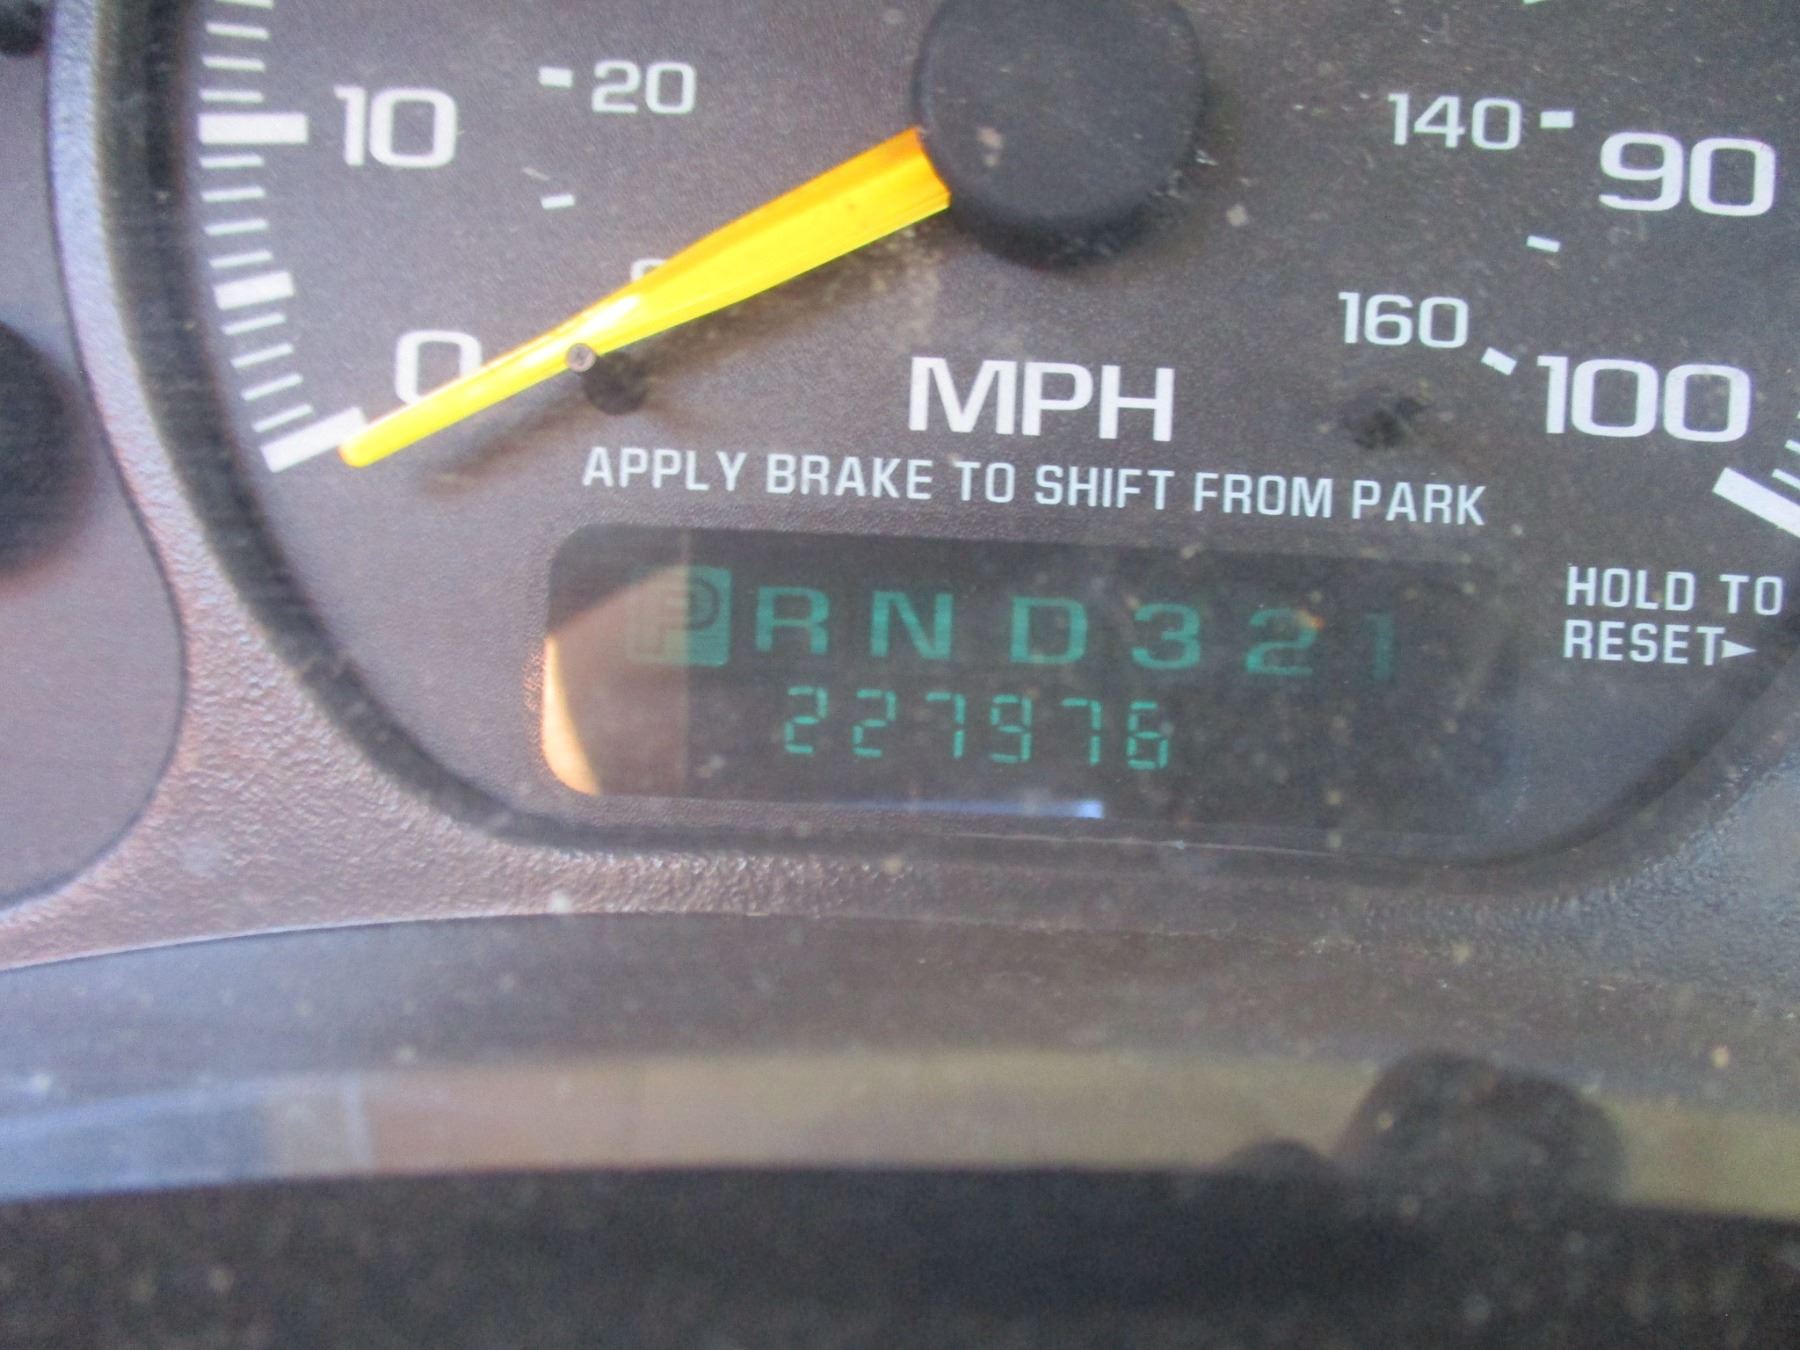 20
10
140
90
0
160
100
MPH
APPLY BRAKE TO SHIFT FROM PARK
HOLD TO
RESET►
P R N D 3 2 1
227976